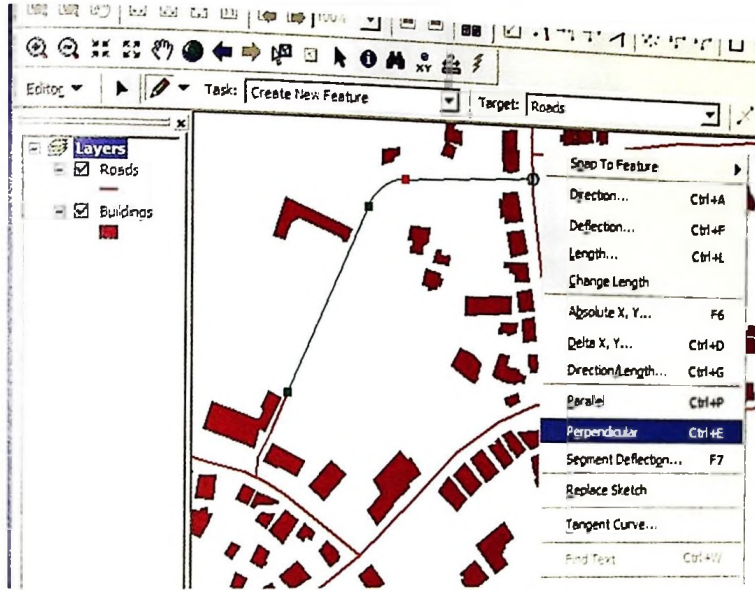 100%
XY
Editor Task: Create New Feature Target: Roads
Layers
Roads
Buildings
Snap To Feature
Direction... Ctrl+A
Deflection... Ctrl+F
Length... Ctrl+L
Change Length
Absolute X, Y... F6
Delta X, Y... Ctrl+D
Direction/Length... Ctrl+G
Parallel Ctrl+P
Perpendicular Ctrl+E
Segment Deflection... F7
Replace Sketch
Tangent Curve...
Find Text Ctrl+W